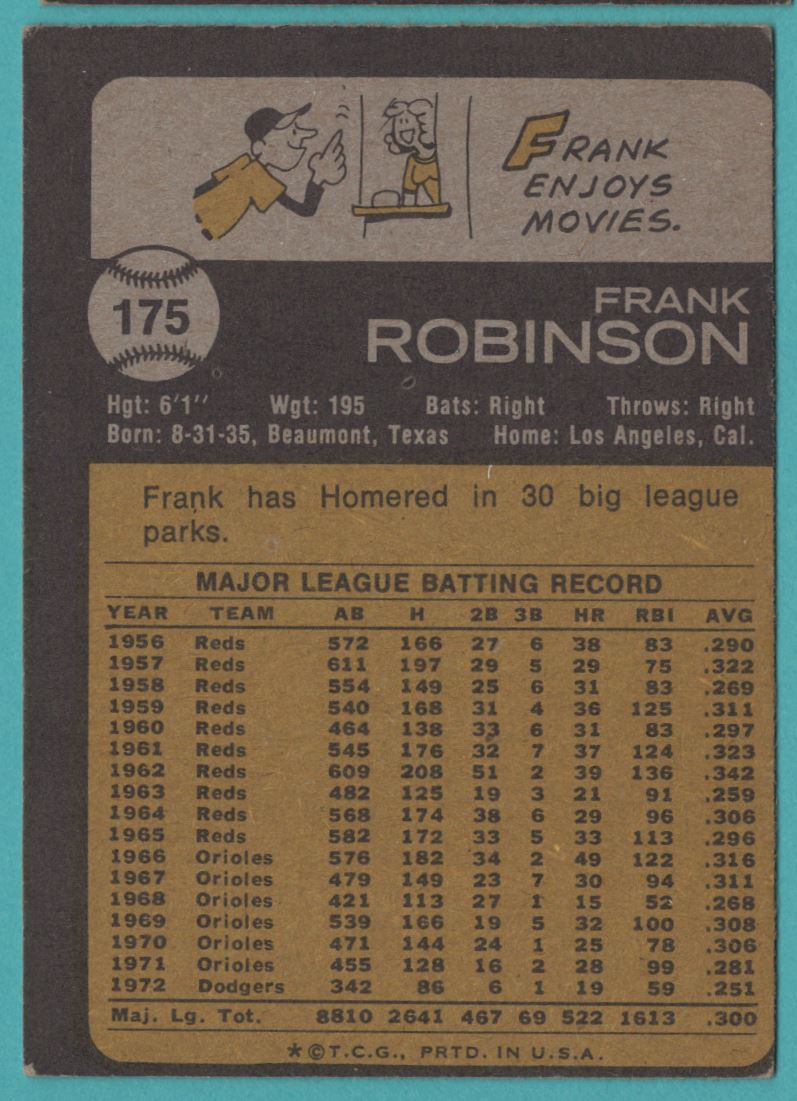 FRANK
ENJOYS
MOVIES.
175
FRANK
ROBINSON
Hgt: 6'1" Wgt: 195 Bats: Right Throws: Right
Born: 8-31-35, Beaumont, Texas Home: Los Angeles, Cal.
Frank has Homered in 30 big league
parks.
MAJOR LEAGUE BATTING RECORD
YEAR TEAM AB H 2B 3B HR RBI AVG
1956 Reds 572 166 27 6 38 83 .290
1957 Reds 611 197 29 5 29 75 .322
1958 Reds 554 149 25 6 31 83 .269
1959 Reds 540 168 31 4 36 125 .311
1960 Reds 464 138 33 6 31 83 .297
1961 Reds 545 176 32 7 37 124 .323
1962 Reds 609 208 51 2 39 136 .342
1963 Reds 482 125 19 3 21 91 .259
1964 Reds 568 174 38 6 29 96 .306
1965 Reds 582 172 33 5 33 113 .296
1966 Orioles 576 182 34 2 49 122 .316
1967 Orioles 479 149 23 7 30 94 .311
1968 Orioles 421 113 27 1 15 52 .268
1969 Orioles 539 166 19 5 32 100 .308
1970 Orioles 471 144 24 1 25 78 .306
1971 Orioles 455 128 16 2 28 99 .281
1972 Dodgers 342 86 6 1 19 59 .251
Maj. Lg. Tot. 8810 2641 467 69 522 1613 .300
*©T.C.G., PRTD. IN U.S.A.